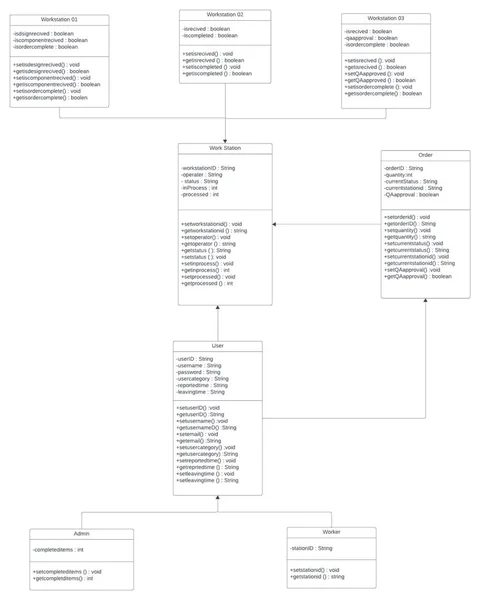 Workstation 01
-isdsignrecived : boolean
-iscomponentrecived : boolean
-isordercomplete : boolean
+setisdesignrecived() : void
+getisdesignrecived() : boolean
+setiscomponentrecived() : void
+getiscomponentrecived() : boolean
+setisordercomplete() : void
+getisordercomplete() : boolen
Workstation 02
-isrecived : boolean
-iscompleted : boolean
+setisrecived() : void
+getisrecived () : boolean
+setiscompleted () :void
+getiscompleted () : boolean
Workstation 03
-isrecived : boolean
-qaapproval : boolean
-isordercomplete : boolean
+setisrecived () : void
+getisrecived () : boolean
+setQAapproved () : void
+getQAapproved () : boolean
+setisordercomplete () : void
+getisordercomplete() : boolean
Work Station
-workstationID : String
-operater : String
- status : String
-inProcess : int
-processed : int
+setworkstationid() : void
+getworkstationid () : string
+setoperator() : void
+getoperator () : string
+getstatus ( ) : String
+setstatus ( ) : void
+setinprocess() : void
+getinprocess() : int
+setprocessed() : void
+getprocessed () : int
Order
-orderID : String
-quantity:int
-currentStatus : String
-currentstationid : String
-QAapproval : boolean
+setorderid() : void
+getorderID() : String
+setquantity() :void
+getquantity() : string
+setcurrentstatus() :void
+getcurrentstatus() : String
+setcurrentstationid() :void
+getcurrentstationid() : String
+setQAapproval() :void
+getQAapproval() : boolean
User
-userID : String
-username : String
-password : String
-usercategory : String
-reportedtime : String
-leavingtime : String
+setuserID() :void
+getuserID() :String
+setusername() :void
+getusernameD() :String
+setemail() : void
+getemail() :String
+setusercategory() :void
+getusercategory() :String
+setreportedtime() : void
+getreprtedtime () : String
+setleavingtime() : void
+setleavingtime () : String
Admin
-completeditems : int
+setcompleteditems () : void
+getcompletditems() : int
Worker
-stationID : String
+setstationid() : void
+getstationid () : string